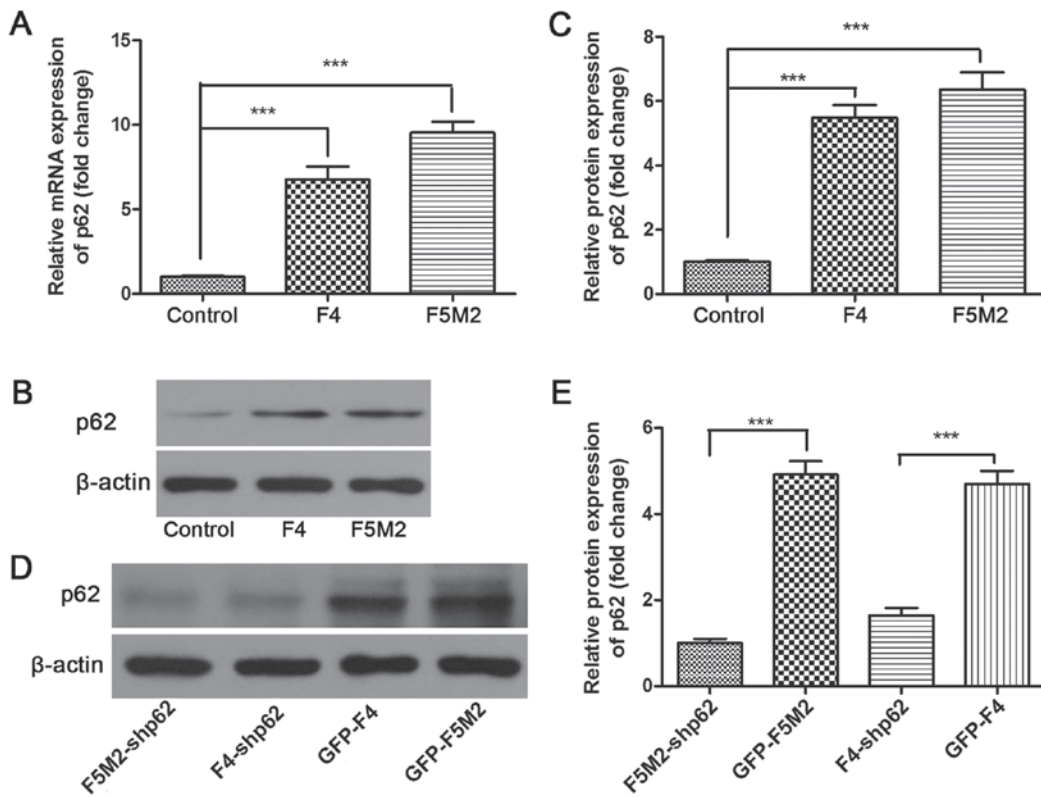 A
Relative mRNA expression
of p62 (fold change)
15
10
5
0
***
***
Control F4 F5M2
C
Relative protein expression
of p62 (fold change)
8
6
4
2
0
***
***
Control F4 F5M2
B
p62
β-actin
Control F4 F5M2
D
p62
β-actin
F5M2-shp62
F4-shp62
GFP-F4
GFP-F5M2
E
Relative protein expression
of p62 (fold change)
6
4
2
0
***
***
F5M2-shp62
GFP-F5M2
F4-shp62
GFP-F4